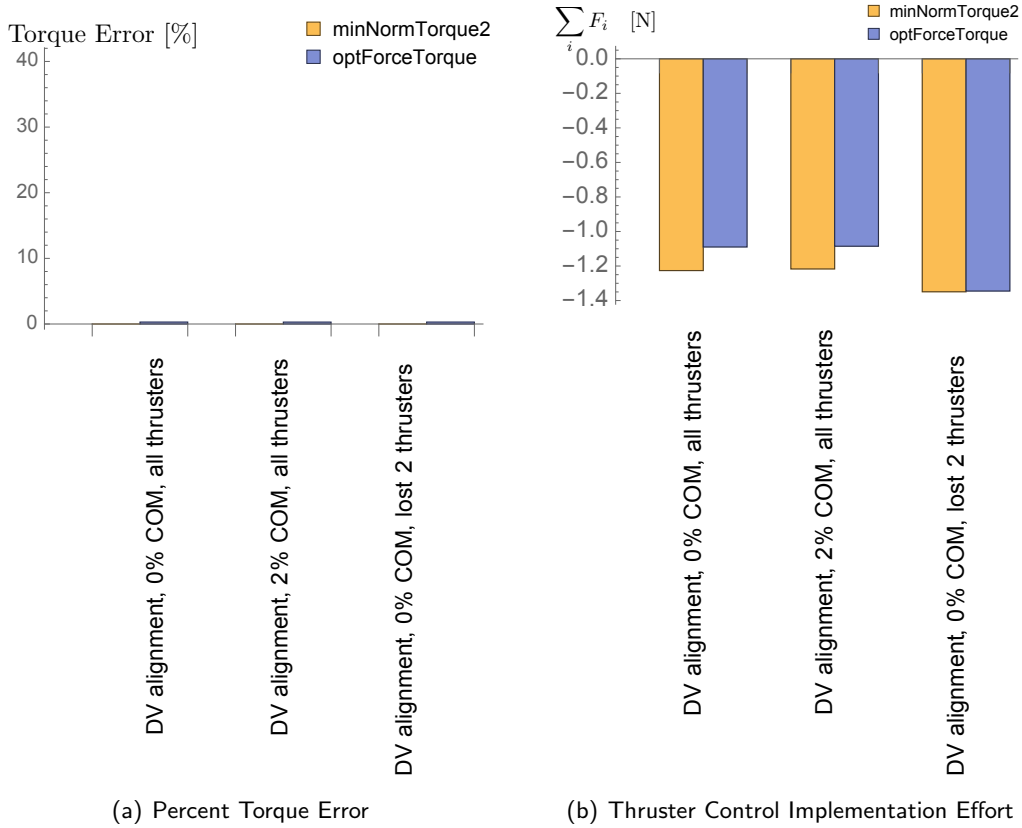 Torque Error [%]
minNormTorque2
optForceTorque
40
30
20
10
0
DV alignment, 0% COM, all thrusters
DV alignment, 2% COM, all thrusters
DV alignment, 0% COM, lost 2 thrusters
(a) Percent Torque Error
∑ᵢ Fᵢ [N]
minNormTorque2
optForceTorque
0.0
−0.2
−0.4
−0.6
−0.8
−1.0
−1.2
−1.4
DV alignment, 0% COM, all thrusters
DV alignment, 2% COM, all thrusters
DV alignment, 0% COM, lost 2 thrusters
(b) Thruster Control Implementation Effort